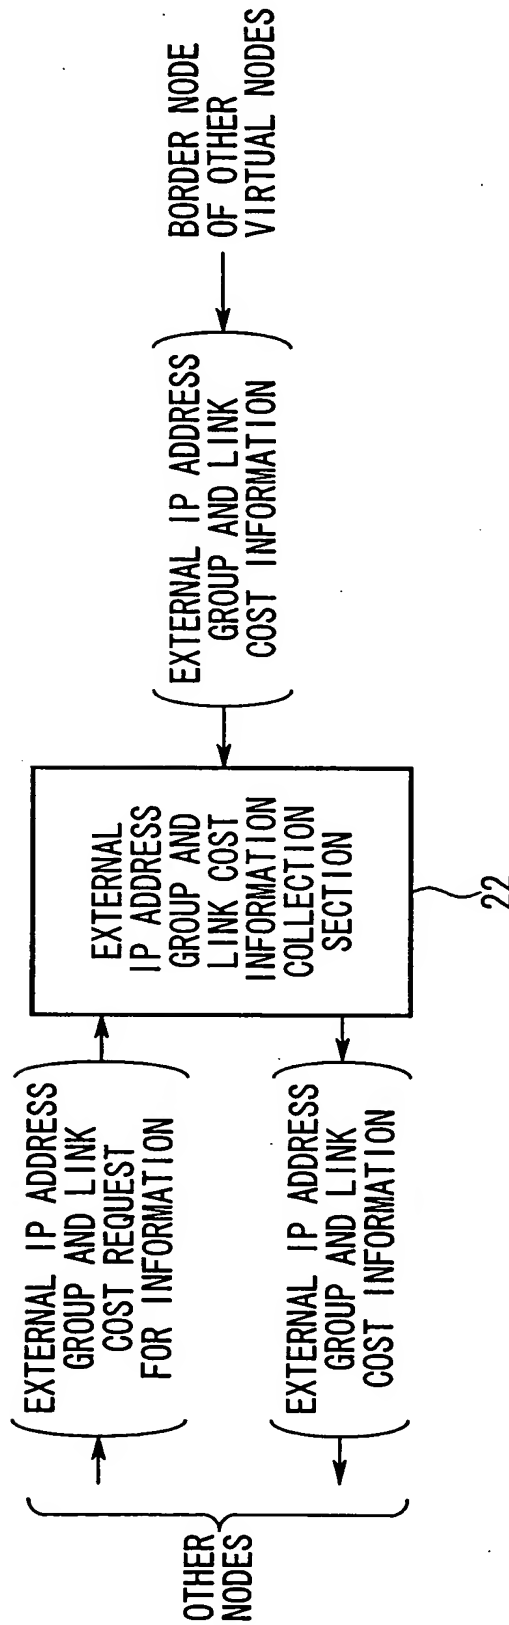 OTHER
NODES
EXTERNAL IP ADDRESS
GROUP AND LINK
COST REQUEST
FOR INFORMATION
EXTERNAL IP ADDRESS
GROUP AND LINK
COST INFORMATION
EXTERNAL
IP ADDRESS
GROUP AND
LINK COST
INFORMATION
COLLECTION
SECTION
22
EXTERNAL IP ADDRESS
GROUP AND LINK
COST INFORMATION
BORDER NODE
OF OTHER
VIRTUAL NODES